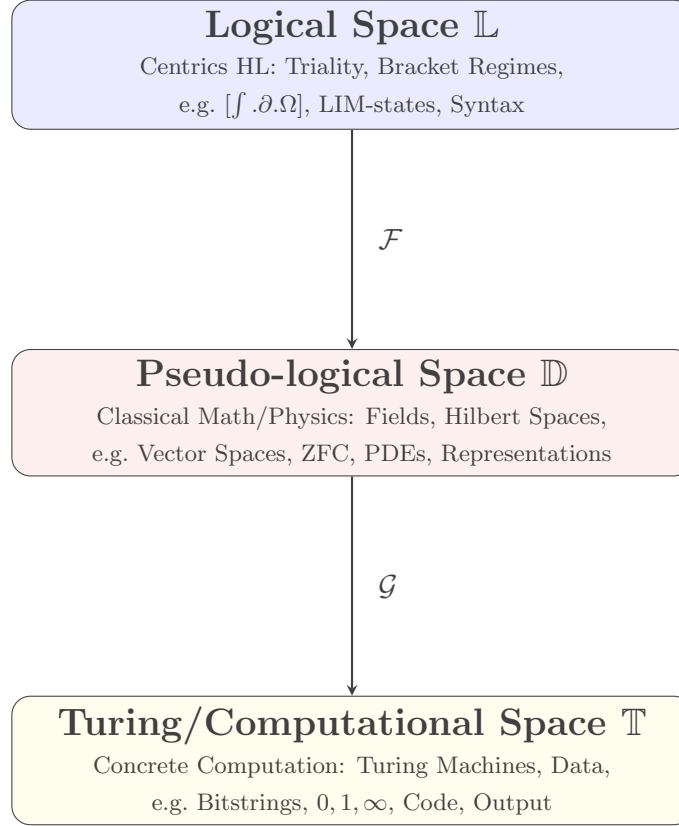 Logical Space 𝕃
Centrics HL: Triality, Bracket Regimes,
e.g. [∫ .∂.Ω], LIM-states, Syntax
ℱ
Pseudo-logical Space 𝔻
Classical Math/Physics: Fields, Hilbert Spaces,
e.g. Vector Spaces, ZFC, PDEs, Representations
𝒢
Turing/Computational Space 𝕋
Concrete Computation: Turing Machines, Data,
e.g. Bitstrings, 0, 1, ∞, Code, Output